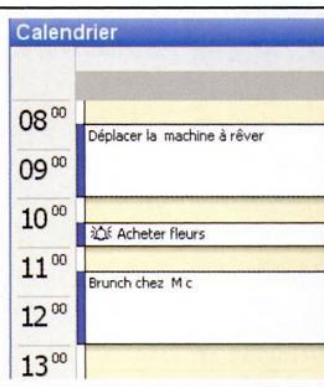 Calendrier
08 00
Déplacer la machine à rêver
09 00
10 00
Acheter fleurs
11 00
Brunch chez M c
12 00
13 00